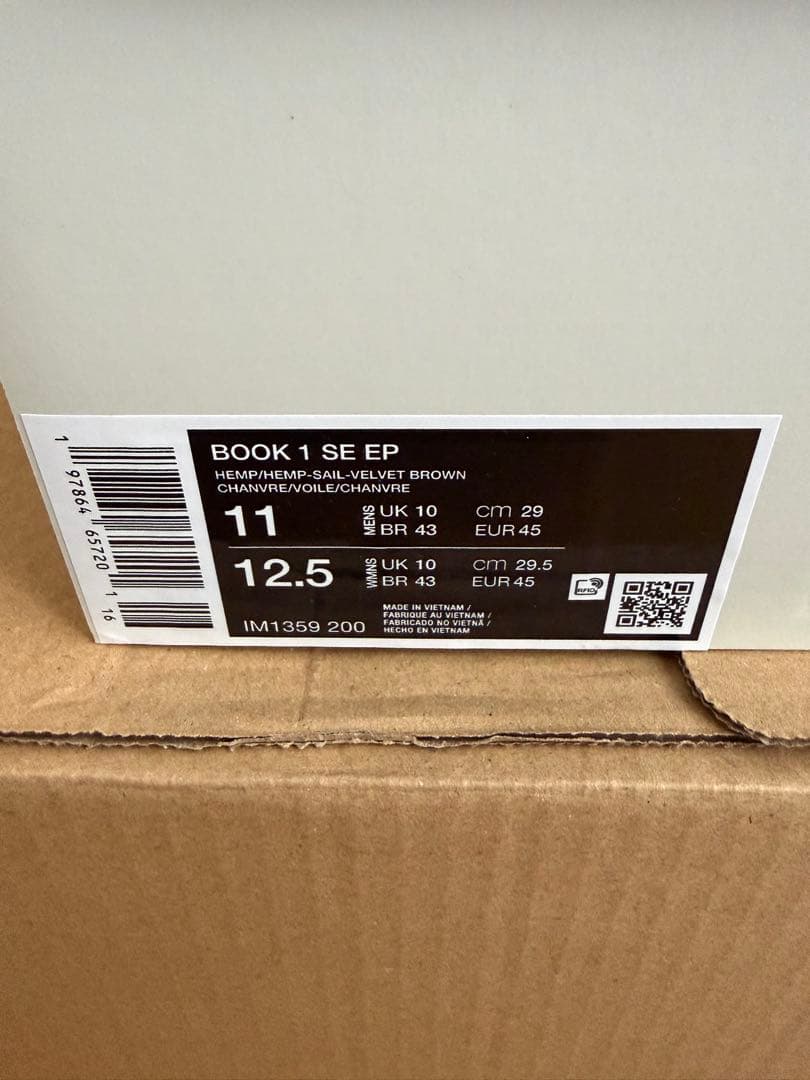 1 97864 65720 1 16
BOOK 1 SE EP
HEMP/HEMP-SAIL-VELVET BROWN
CHANVRE/VOILE/CHANVRE
11 MENS UK 10 cm 29
BR 43 EUR 45
12.5 WMNS UK 10 cm 29.5
BR 43 EUR 45
IM1359 200
MADE IN VIETNAM /
FABRIQUE AU VIETNAM /
FABRICADO NO VIETNÃ /
HECHO EN VIETNAM
RFID